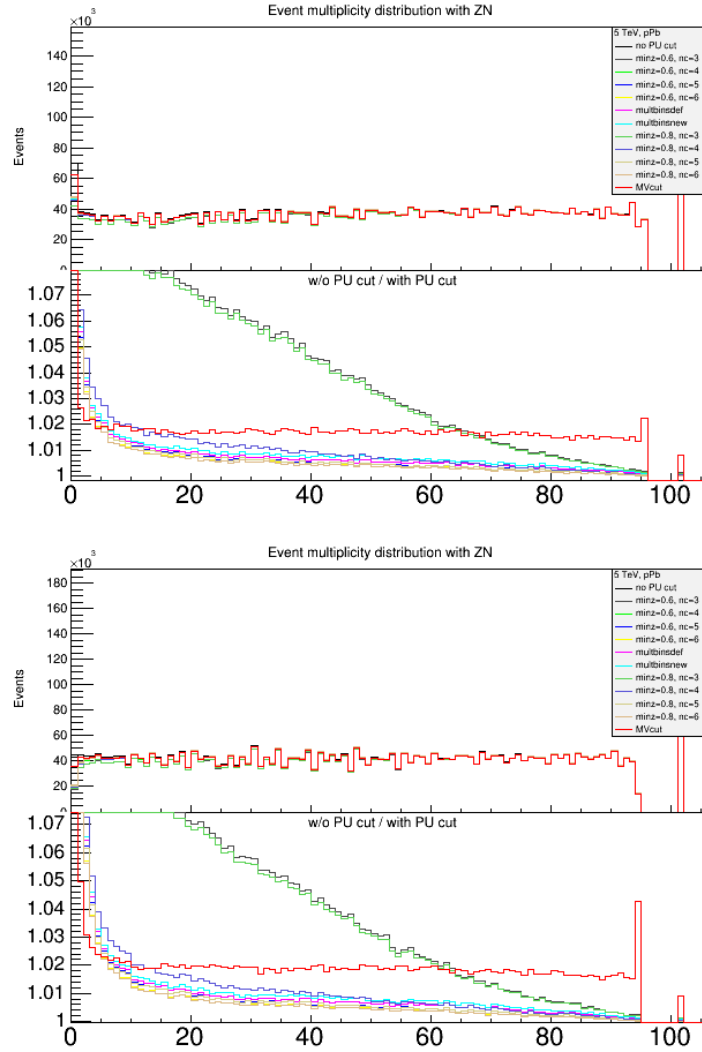 Event multiplicity distribution with ZN
×10³
Events
140
120
100
80
60
40
20
0
5 TeV, pPb
no PU cut
minz=0.6, nc=3
minz=0.6, nc=4
minz=0.6, nc=5
minz=0.6, nc=6
multbinsdef
multbinsnew
minz=0.8, nc=3
minz=0.8, nc=4
minz=0.8, nc=5
minz=0.8, nc=6
MVcut
w/o PU cut / with PU cut
1.07
1.06
1.05
1.04
1.03
1.02
1.01
1
0 20 40 60 80 100
Event multiplicity distribution with ZN
×10³
Events
180
160
140
120
100
80
60
40
20
0
5 TeV, pPb
no PU cut
minz=0.6, nc=3
minz=0.6, nc=4
minz=0.6, nc=5
minz=0.6, nc=6
multbinsdef
multbinsnew
minz=0.8, nc=3
minz=0.8, nc=4
minz=0.8, nc=5
minz=0.8, nc=6
MVcut
w/o PU cut / with PU cut
1.07
1.06
1.05
1.04
1.03
1.02
1.01
1
0 20 40 60 80 100